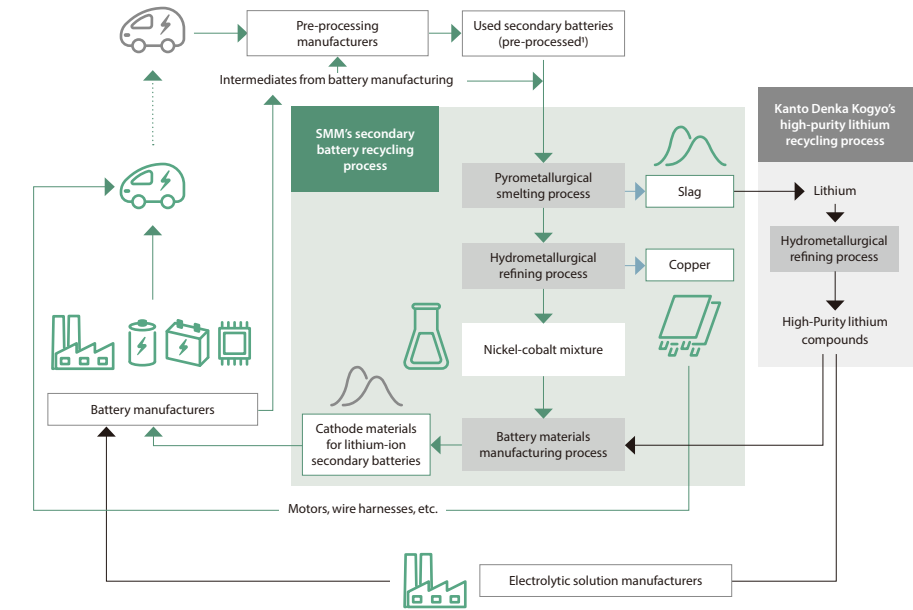 Pre-processing
manufacturers
Used secondary batteries
(pre-processed¹)
Intermediates from battery manufacturing
SMM's secondary
battery recycling
process
Kanto Denka Kogyo's
high-purity lithium
recycling process
Pyrometallurgical
smelting process
Slag
Lithium
Hydrometallurgical
refining process
Copper
Hydrometallurgical
refining process
Nickel-cobalt mixture
High-Purity lithium
compounds
Battery manufacturers
Cathode materials
for lithium-ion
secondary batteries
Battery materials
manufacturing process
Motors, wire harnesses, etc.
Electrolytic solution manufacturers